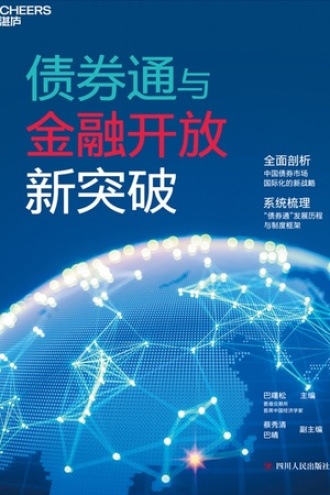 CHEERS
湛庐
债券通与
金融开放
新突破
全面剖析
中国债券市场
国际化的新战略
系统梳理
“债券通”发展历程
与制度框架
巴曙松 主编
香港交易所
首席中国经济学家
蔡秀清 副主编
巴晴
四川人民出版社